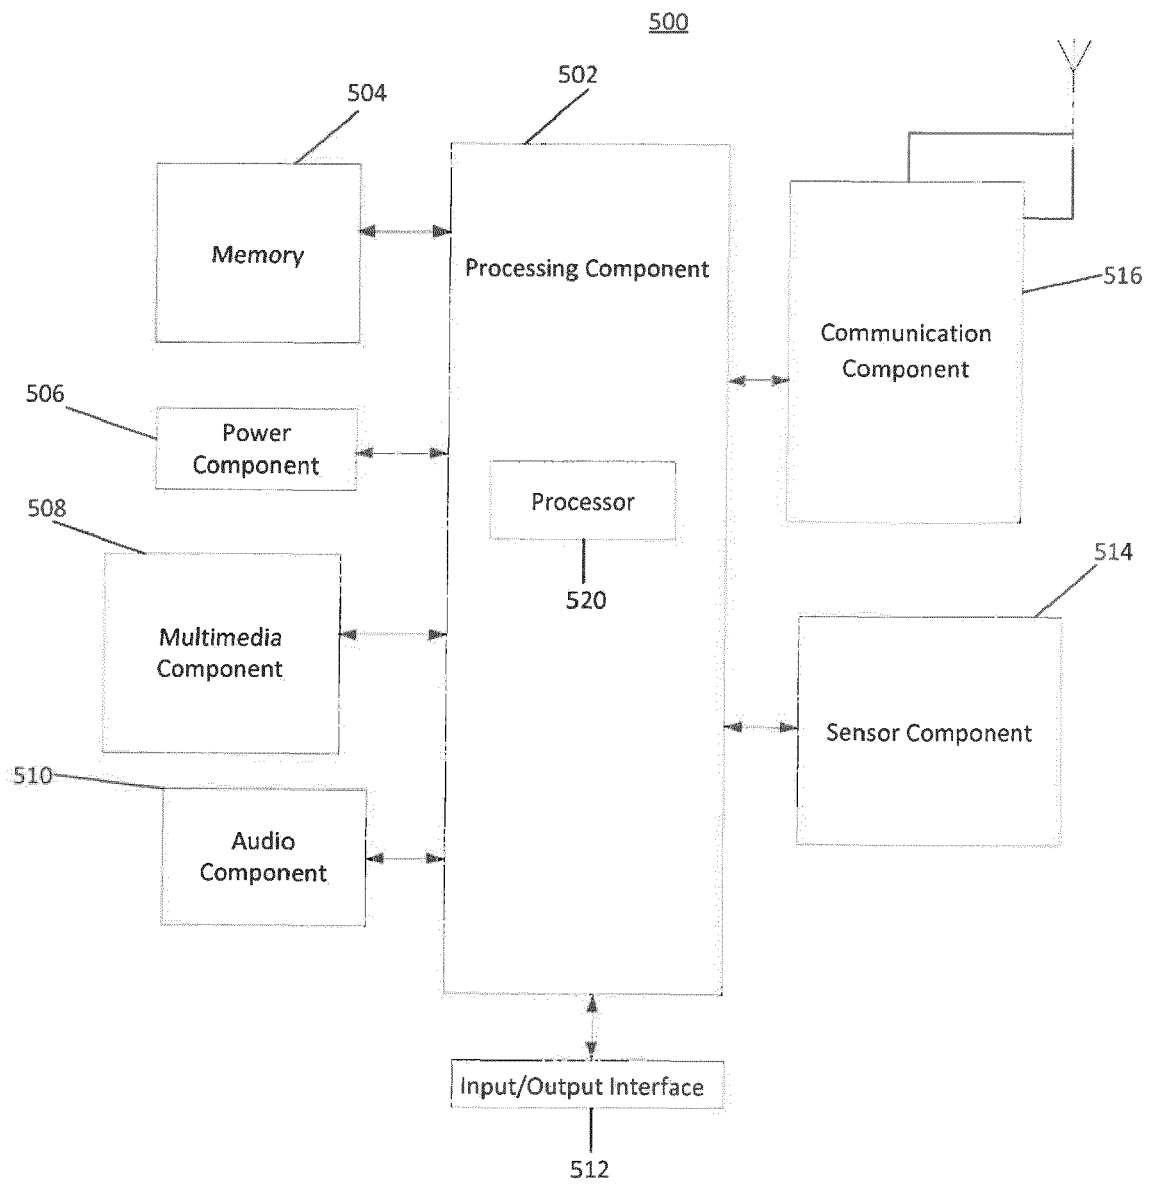 500
502
504
Memory
Processing Component
516
Communication
Component
506
Power
Component
Processor
508
520
514
Multimedia
Component
Sensor Component
510
Audio
Component
Input/Output Interface
512